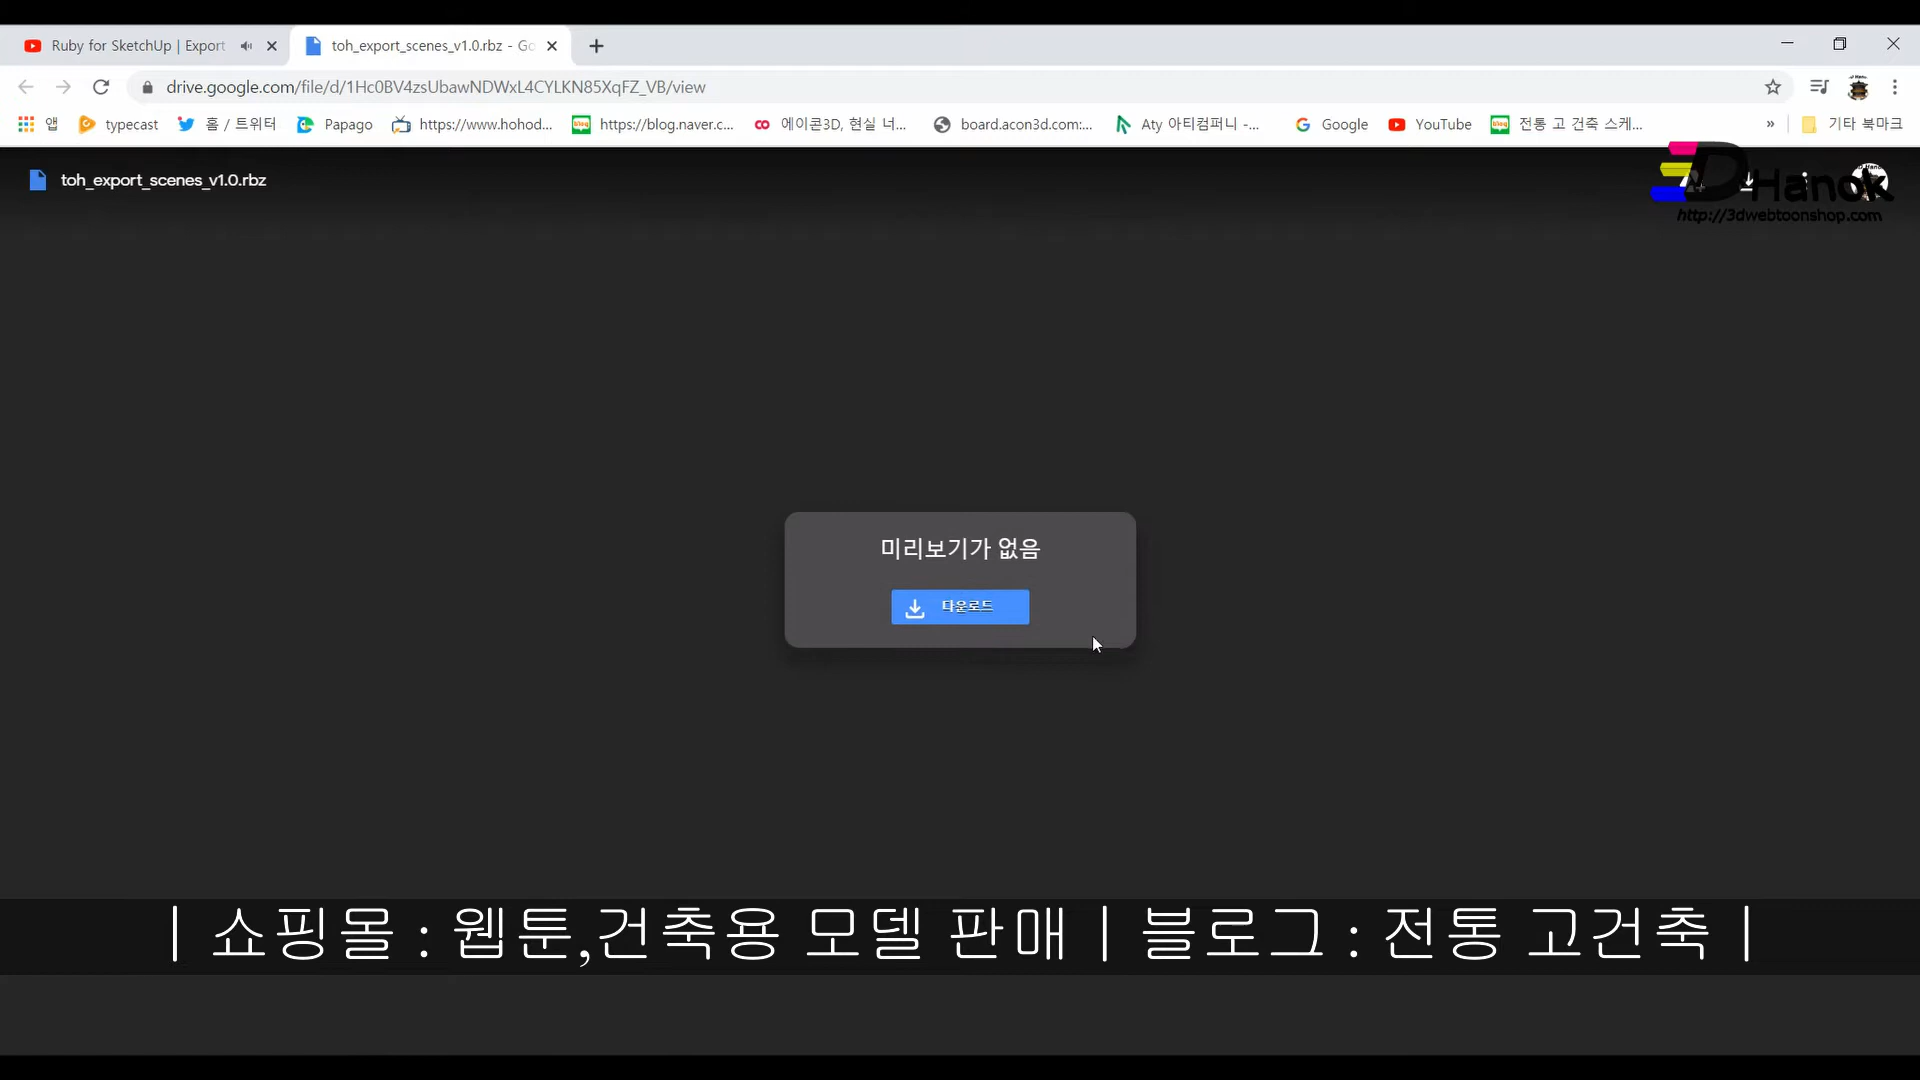 Ruby for SketchUp | Export
toh_export_scenes_v1.0.rbz - Go
drive.google.com/file/d/1Hc0BV4zsUbawNDWxL4CYLKN85XqFZ_VB/view
앱 typecast 홈 / 트위터 Papago https://www.hohod... https://blog.naver.c... 에이콘3D, 현실 너... board.acon3d.com:... Aty 아티컴퍼니 -... Google YouTube 전통 고 건축 스케... » 기타 북마크
toh_export_scenes_v1.0.rbz
3D Hanok
http://3dwebtoonshop.com
미리보기가 없음
다운로드
| 쇼핑몰 : 웹툰,건축용 모델 판매 | 블로그 : 전통 고건축 |